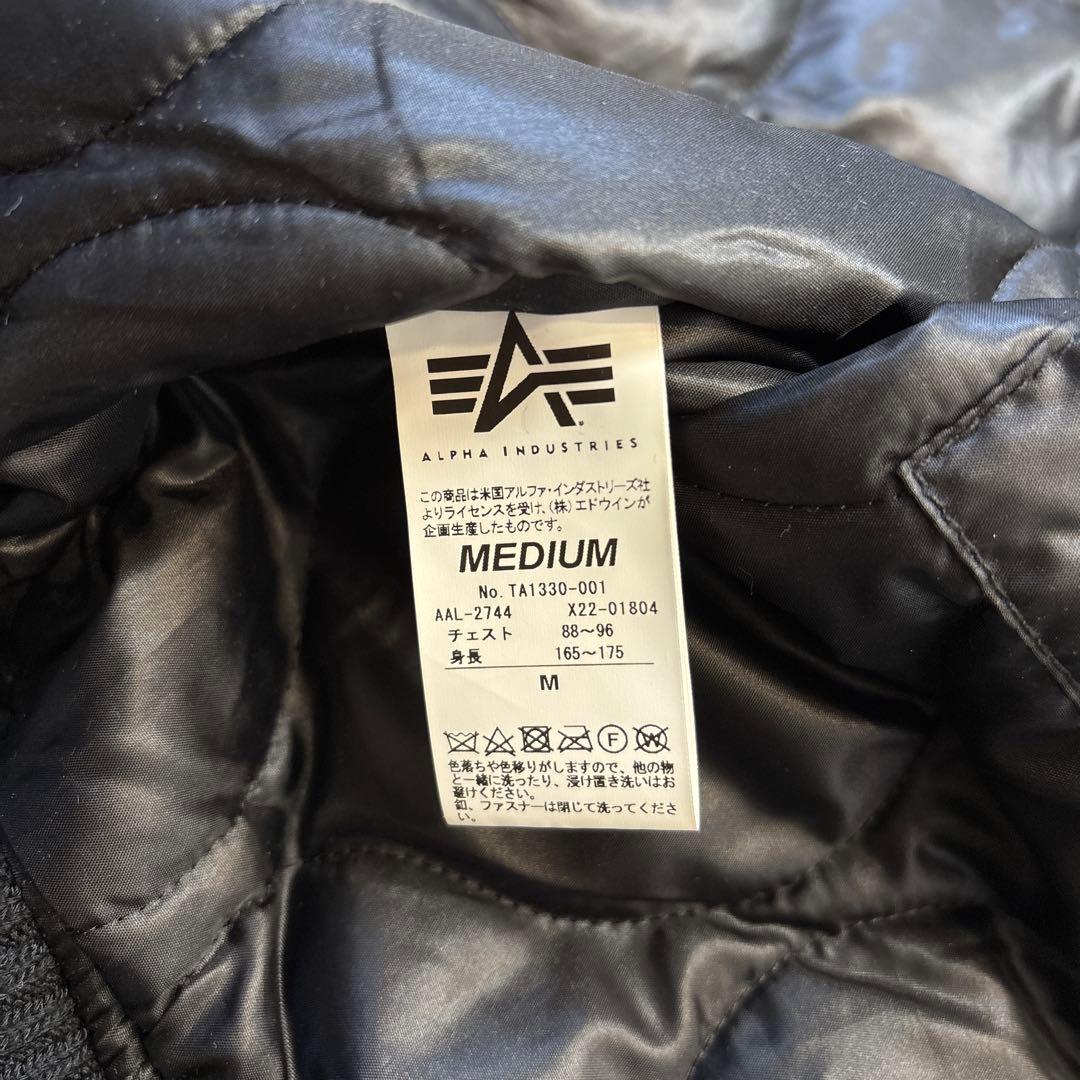 ALPHA INDUSTRIES
この商品は米国アルファ・インダストリーズ社
よりライセンスを受け、(株)エドウインが
企画生産したものです。
MEDIUM
No. TA1330-001
AAL-2744 X22-01804
チェスト 88～96
身長 165～175
M
F W
色落ちや色移りがしますので、他の物
と一緒に洗ったり、浸け置き洗いはお
避けください。
釦、ファスナーは閉じて洗ってくださ
い。